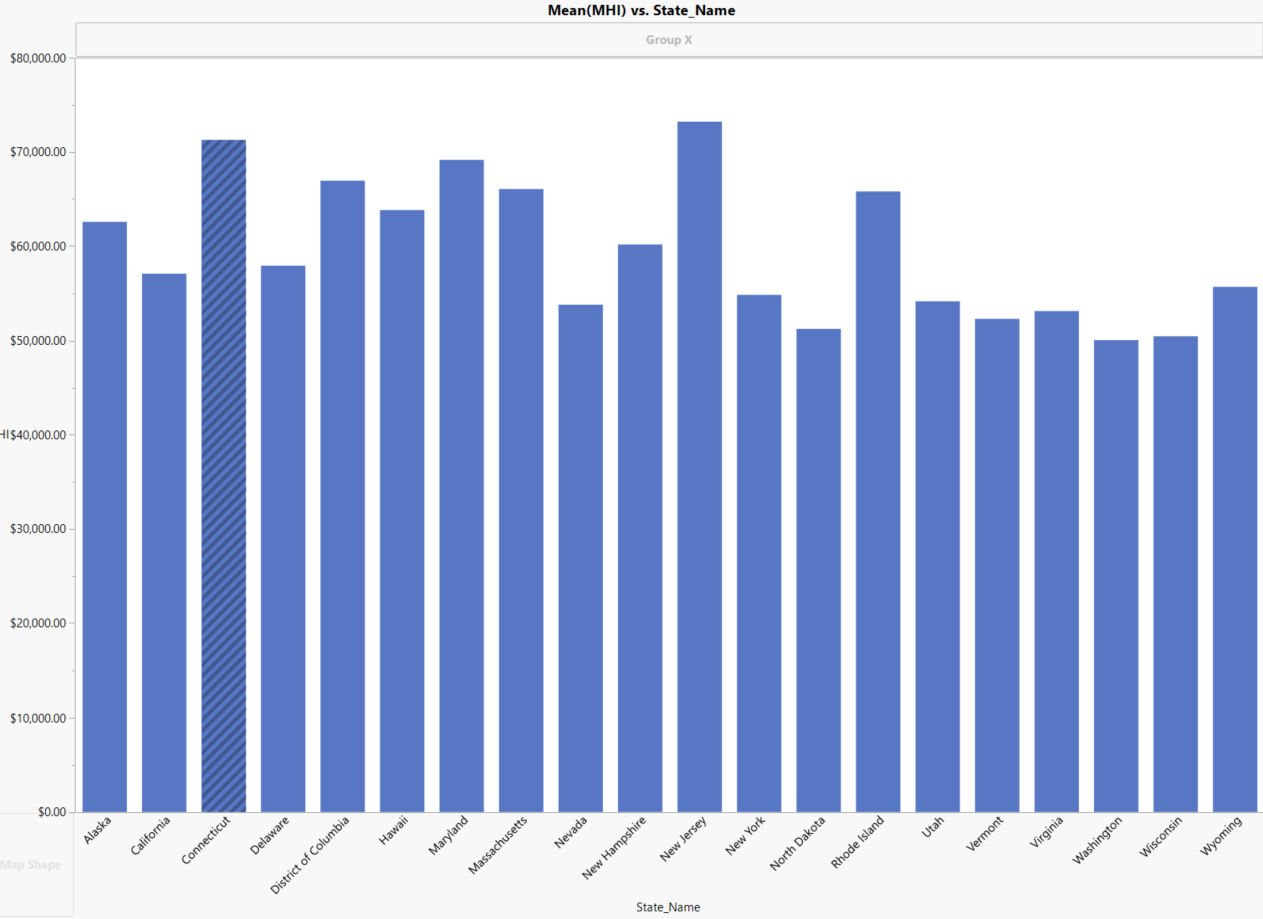 Mean(MHI) vs. State_Name
Group X
$80,000.00
$70,000.00
$60,000.00
$50,000.00
HI$40,000.00
$30,000.00
$20,000.00
$10,000.00
$0.00
Alaska
California
Connecticut
Delaware
District of Columbia
Hawaii
Maryland
Massachusetts
Nevada
New Hampshire
New Jersey
New York
North Dakota
Rhode Island
Utah
Vermont
Virginia
Washington
Wisconsin
Wyoming
Map Shape
State_Name